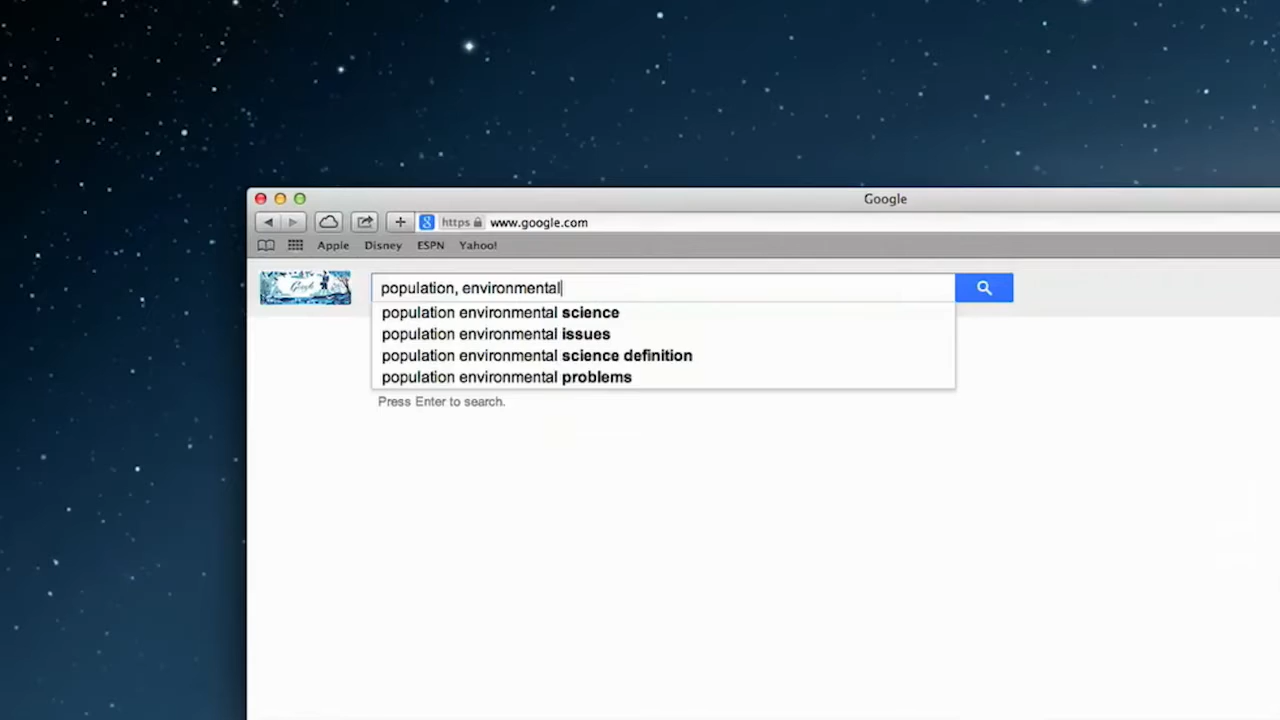 Google
https www.google.com
Apple Disney ESPN Yahoo!
population, environmental
population environmental science
population environmental issues
population environmental science definition
population environmental problems
Press Enter to search.